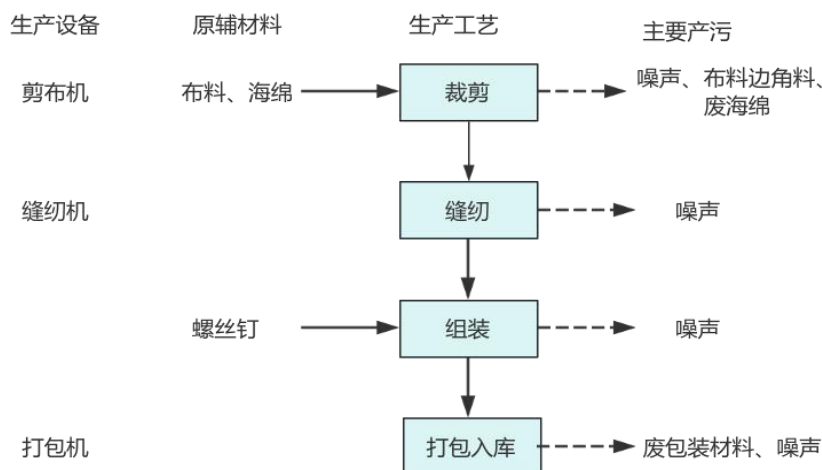 生产设备 原辅材料 生产工艺 主要产污
剪布机 布料、海绵 裁剪 噪声、布料边角料、
废海绵
缝纫机 缝纫 噪声
螺丝钉 组装 噪声
打包机 打包入库 废包装材料、噪声